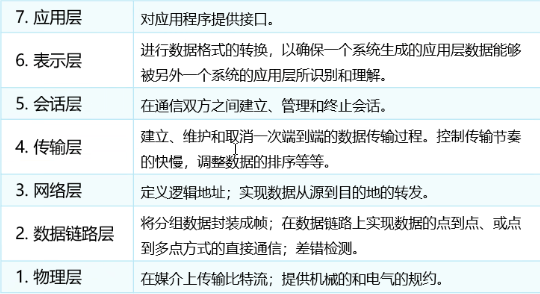 7. 应用层
对应用程序提供接口。
6. 表示层
进行数据格式的转换，以确保一个系统生成的应用层数据能够
被另外一个系统的应用层所识别和理解。
5. 会话层
在通信双方之间建立、管理和终止会话。
4. 传输层
建立、维护和取消一次端到端的数据传输过程。控制传输节奏
的快慢，调整数据的排序等等。
3. 网络层
定义逻辑地址；实现数据从源到目的地的转发。
2. 数据链路层
将分组数据封装成帧；在数据链路上实现数据的点到点、或点
到多点方式的直接通信；差错检测。
1. 物理层
在媒介上传输比特流；提供机械的和电气的规约。